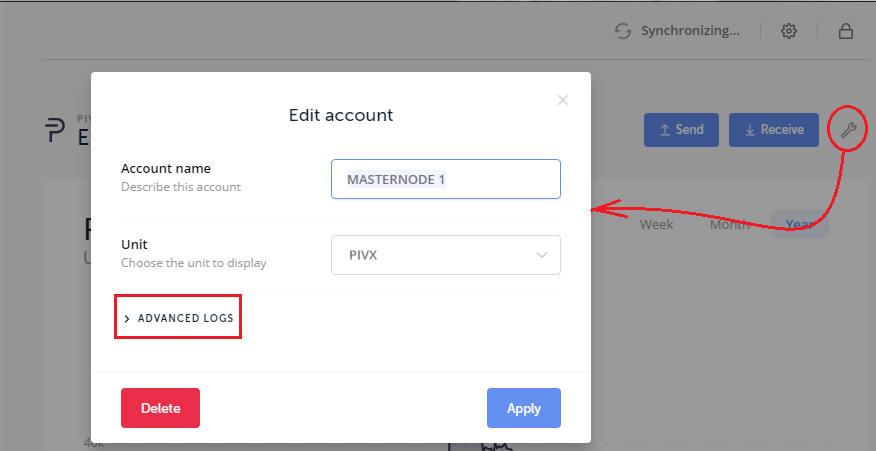 Synchronizing...
PIV
E
Send
Receive
Edit account
Account name
Describe this account
MASTERNODE 1
Week
Month
Year
Unit
Choose the unit to display
PIVX
ADVANCED LOGS
Delete
Apply
40k